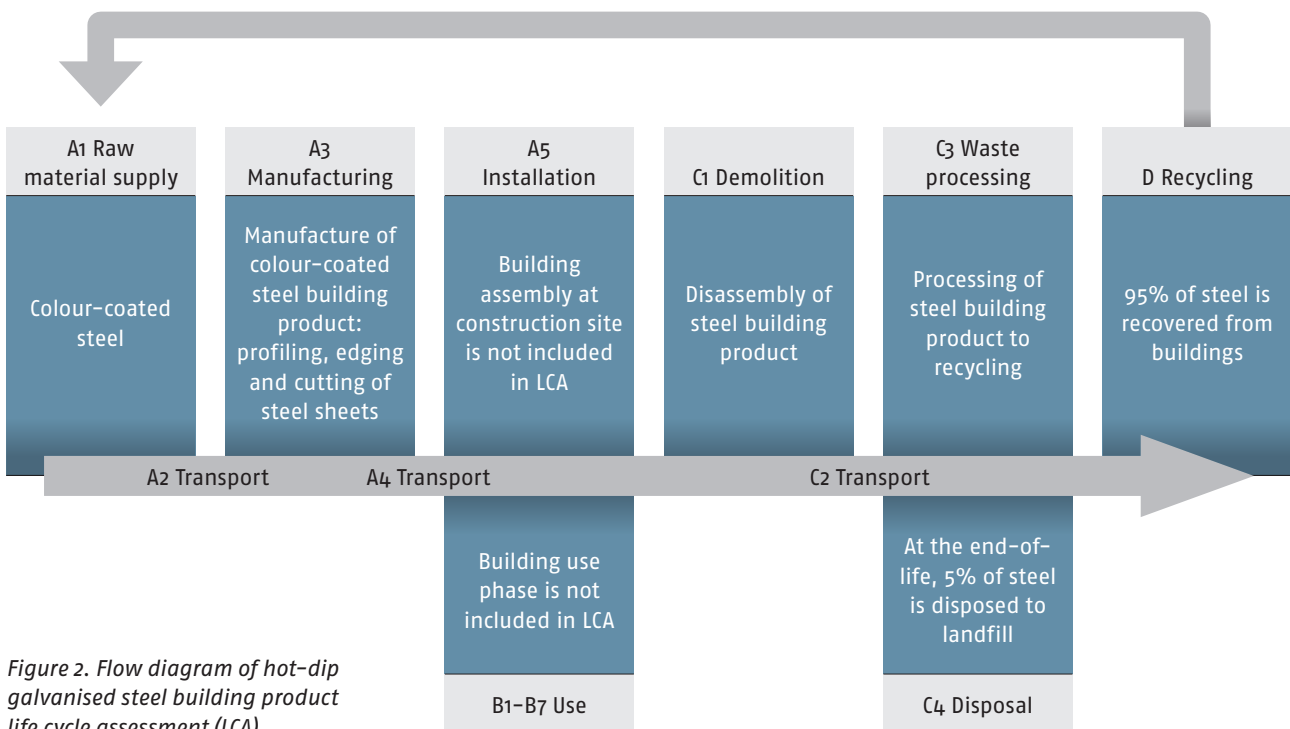 A1 Raw
material supply
Colour-coated
steel
A3
Manufacturing
Manufacture of
colour-coated
steel building
product:
profiling, edging
and cutting of
steel sheets
A5
Installation
Building
assembly at
construction site
is not included
in LCA
C1 Demolition
Disassembly of
steel building
product
C3 Waste
processing
Processing of
steel building
product to
recycling
D Recycling
95% of steel is
recovered from
buildings
A2 Transport
A4 Transport
C2 Transport
Building use
phase is not
included in LCA
B1-B7 Use
At the end-of-
life, 5% of steel
is disposed to
landfill
C4 Disposal
Figure 2. Flow diagram of hot-dip
galvanised steel building product
life cycle assessment (LCA)